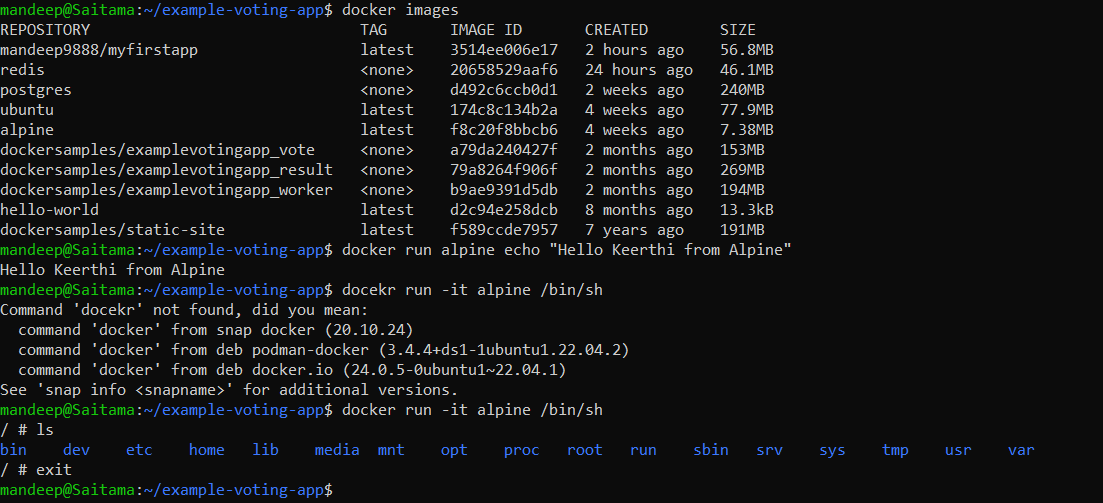 mandeep@Saitama:~/example-voting-app$ docker images
REPOSITORY TAG IMAGE ID CREATED SIZE
mandeep9888/myfirstapp latest 3514ee006e17 2 hours ago 56.8MB
redis <none> 20658529aaf6 24 hours ago 46.1MB
postgres <none> d492c6ccb0d1 2 weeks ago 240MB
ubuntu latest 174c8c134b2a 4 weeks ago 77.9MB
alpine latest f8c20f8bbcb6 4 weeks ago 7.38MB
dockersamples/examplevotingapp_vote <none> a79da240427f 2 months ago 153MB
dockersamples/examplevotingapp_result <none> 79a8264f906f 2 months ago 269MB
dockersamples/examplevotingapp_worker <none> b9ae9391d5db 2 months ago 194MB
hello-world latest d2c94e258dcb 8 months ago 13.3kB
dockersamples/static-site latest f589ccde7957 7 years ago 191MB
mandeep@Saitama:~/example-voting-app$ docker run alpine echo "Hello Keerthi from Alpine"
Hello Keerthi from Alpine
mandeep@Saitama:~/example-voting-app$ docekr run -it alpine /bin/sh
Command 'docekr' not found, did you mean:
  command 'docker' from snap docker (20.10.24)
  command 'docker' from deb podman-docker (3.4.4+ds1-1ubuntu1.22.04.2)
  command 'docker' from deb docker.io (24.0.5-0ubuntu1~22.04.1)
See 'snap info <snapname>' for additional versions.
mandeep@Saitama:~/example-voting-app$ docker run -it alpine /bin/sh
/ # ls
bin dev etc home lib media mnt opt proc root run sbin srv sys tmp usr var
/ # exit
mandeep@Saitama:~/example-voting-app$